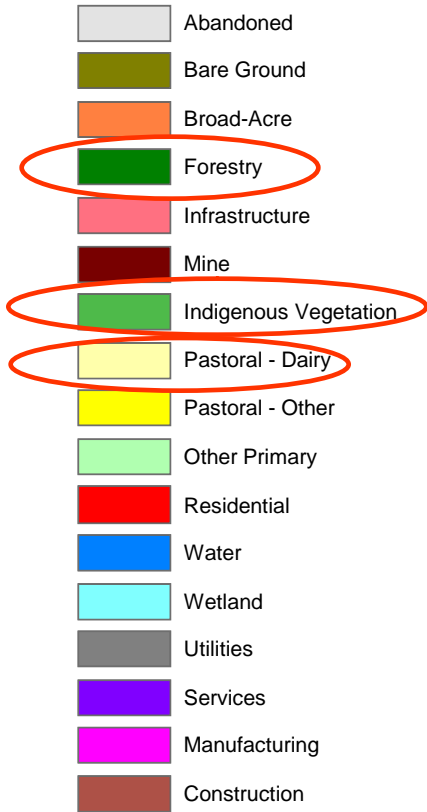 Abandoned
Bare Ground
Broad-Acre
Forestry
Infrastructure
Mine
Indigenous Vegetation
Pastoral - Dairy
Pastoral - Other
Other Primary
Residential
Water
Wetland
Utilities
Services
Manufacturing
Construction